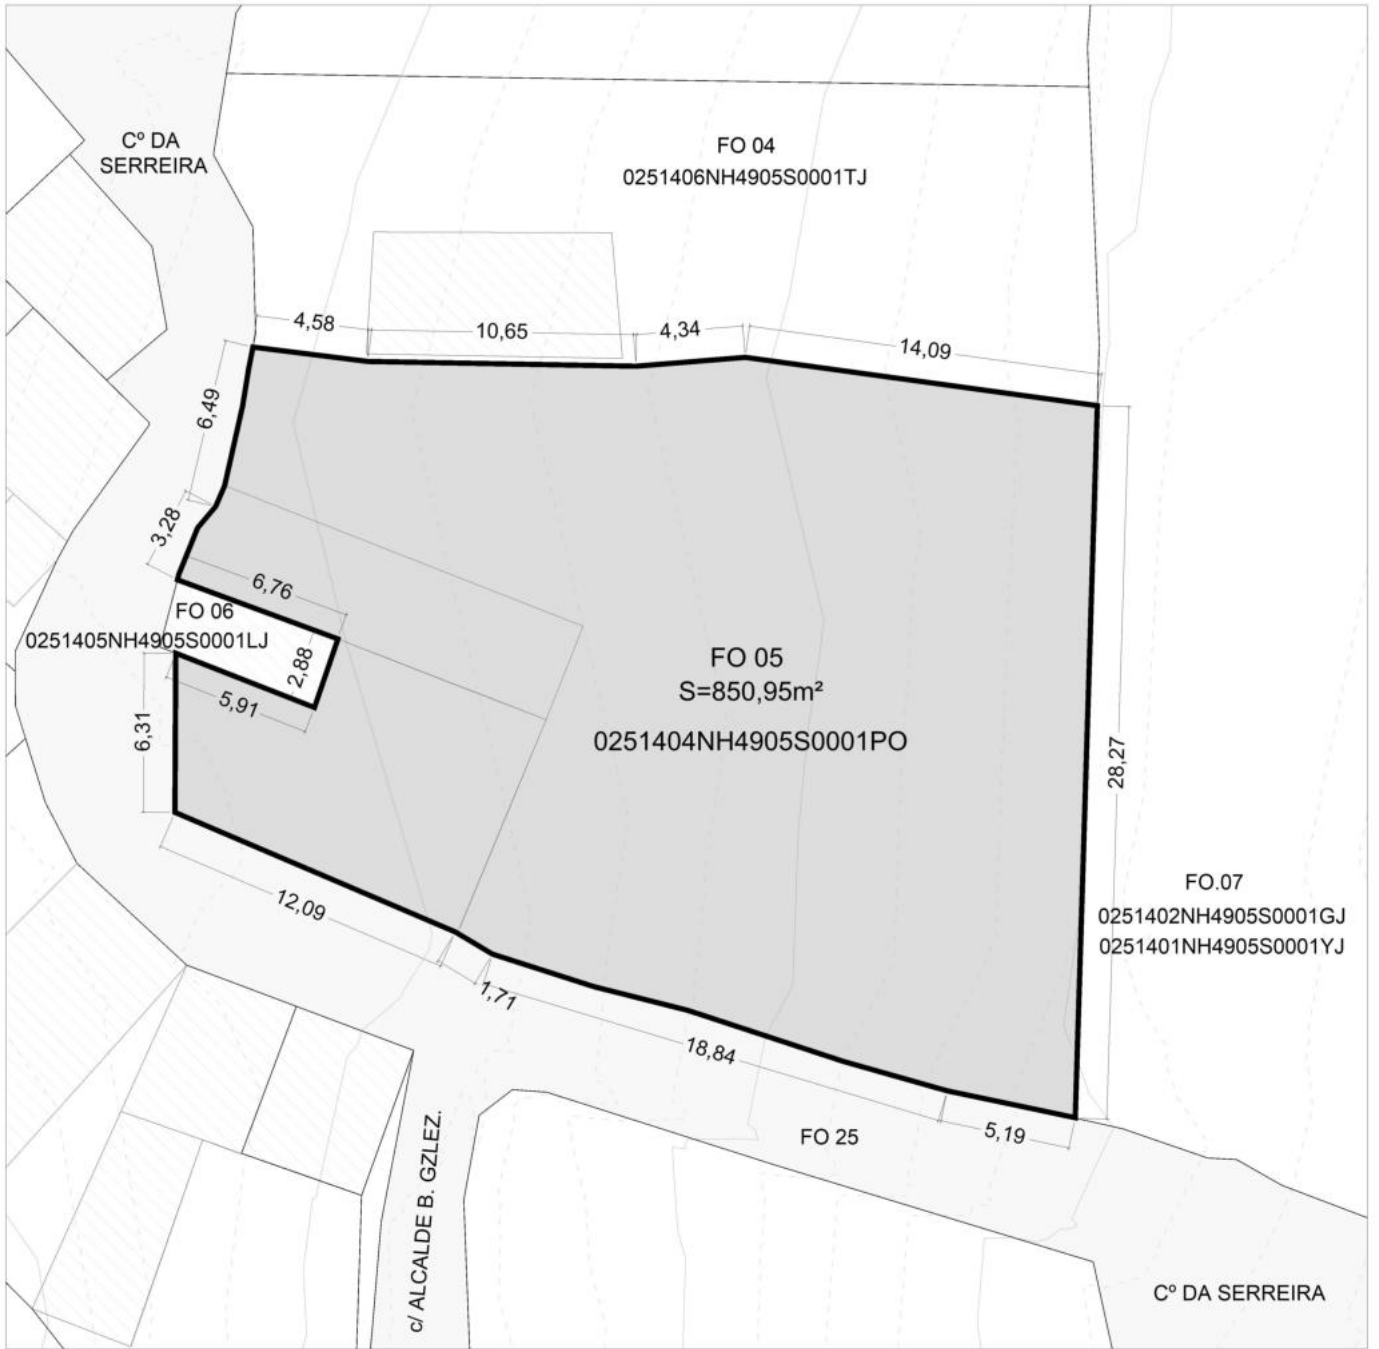 Cº DA
SERREIRA
FO 04
0251406NH4905S0001TJ
4,58
10,65
4,34
14,09
6,49
3,28
6,76
FO 06
0251405NH4905S0001LJ
2,88
5,91
6,31
FO 05
S=850,95m²
0251404NH4905S0001PO
28,27
FO.07
0251402NH4905S0001GJ
0251401NH4905S0001YJ
12,09
1,71
18,84
5,19
FO 25
c/ ALCALDE B. GZLEZ.
Cº DA SERREIRA